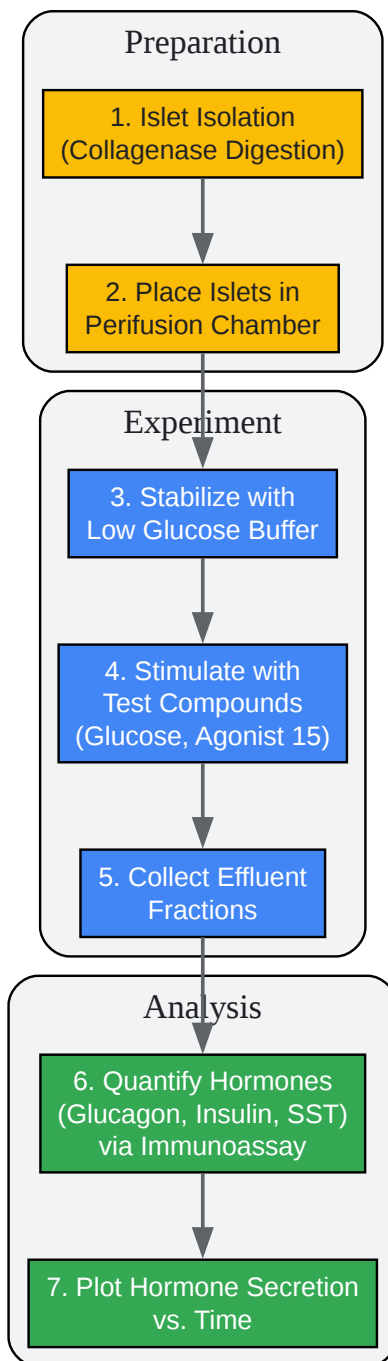 Preparation
1. Islet Isolation
(Collagenase Digestion)
2. Place Islets in
Perifusion Chamber
Experiment
3. Stabilize with
Low Glucose Buffer
4. Stimulate with
Test Compounds
(Glucose, Agonist 15)
5. Collect Effluent
Fractions
Analysis
6. Quantify Hormones
(Glucagon, Insulin, SST)
via Immunoassay
7. Plot Hormone Secretion
vs. Time